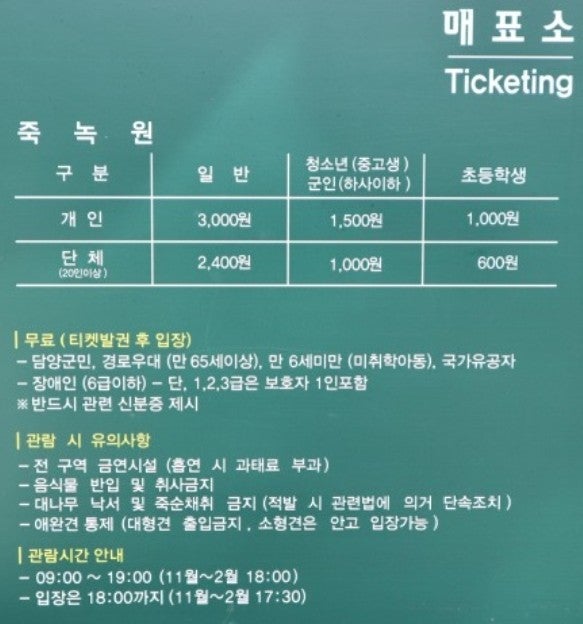 매표소
Ticketing
죽 녹 원
구 분 일 반 청소년 (중고생) 군인(하사이하) 초등학생
개 인 3,000원 1,500원 1,000원
단 체 (20인이상) 2,400원 1,000원 600원
무료 (티켓발권 후 입장)
- 담양군민, 경로우대 (만 65세이상), 만 6세미만 (미취학아동), 국가유공자
- 장애인 (6급이하) - 단, 1,2,3급은 보호자 1인포함
※ 반드시 관련 신분증 제시
관람 시 유의사항
- 전 구역 금연시설 (흡연 시 과태료 부과)
- 음식물 반입 및 취사금지
- 대나무 낙서 및 죽순채취 금지 (적발 시 관련법에 의거 단속조치)
- 애완견 통제 (대형견 출입금지, 소형견은 안고 입장가능)
관람시간 안내
- 09:00 ~ 19:00 (11월~2월 18:00)
- 입장은 18:00까지 (11월~2월 17:30)